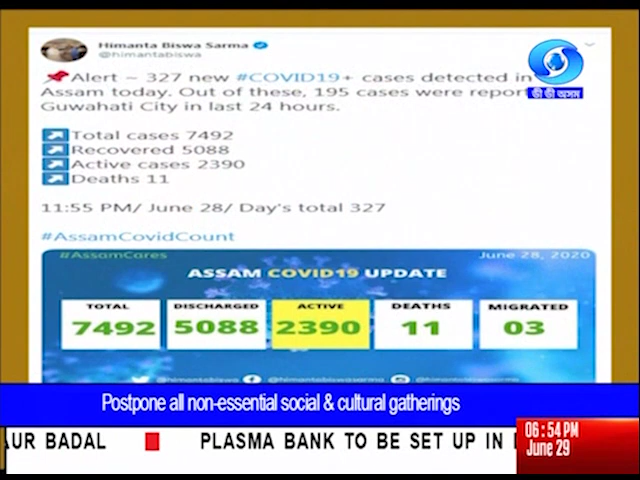 Himanta Biswa Sarma
@himantabiswa
Alert ~ 327 new #COVID19+ cases detected in
Assam today. Out of these, 195 cases were
Guwahati City in last 24 hours.
Total cases 7492
Recovered 5088
Active cases 2390
Deaths 11
11:55 PM/ June 28/ Day's total 327
#AssamCovidCount
ডী ডী অসম
#AssamCares
June 28, 2020
ASSAM COVID19 UPDATE
TOTAL
7492
DISCHARGED
5088
ACTIVE
2390
DEATHS
11
MIGRATED
03
@himantabiswa @himantabiswasarma @himantabiswasarma
Postpone all non-essential social & cultural gatherings
AUR BADAL PLASMA BANK TO BE SET UP IN
06:54 PM
June 29